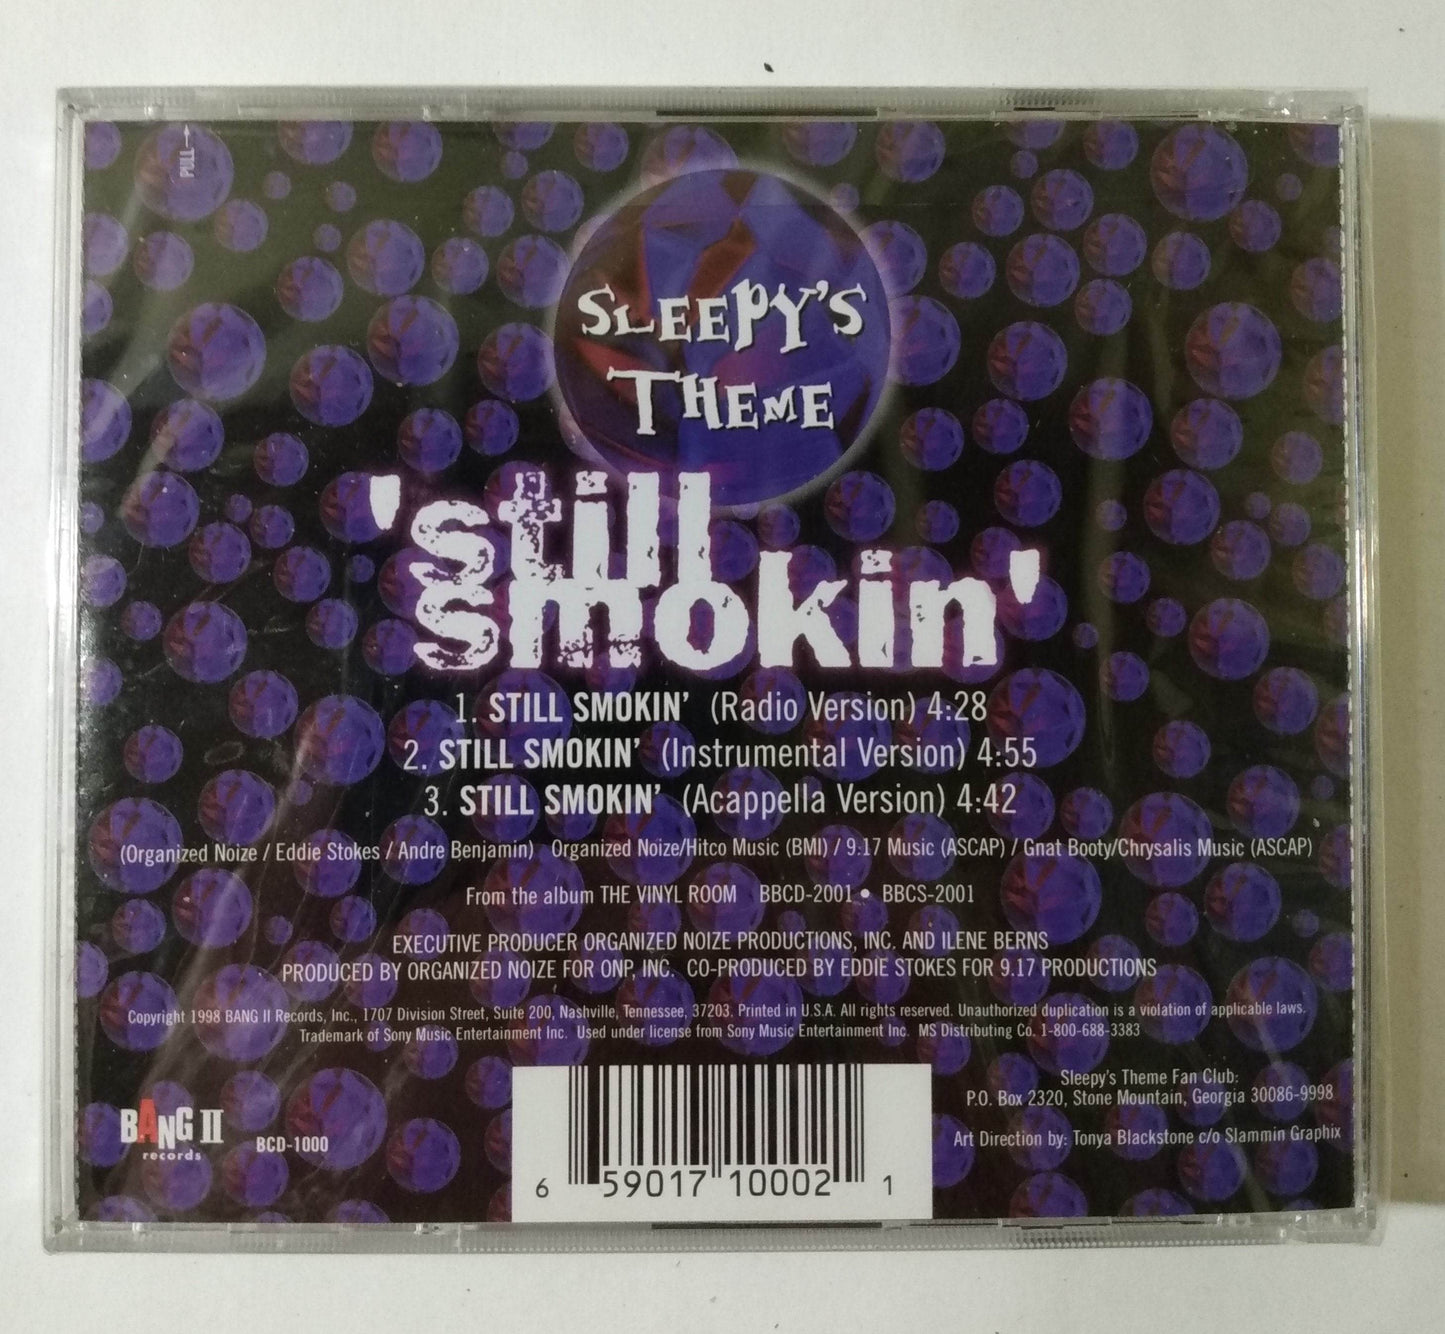 PULL→
SLEEPY'S
THEME
'still
smokin'
1. STILL SMOKIN' (Radio Version) 4:28
2. STILL SMOKIN' (Instrumental Version) 4:55
3. STILL SMOKIN' (Acappella Version) 4:42
(Organized Noize / Eddie Stokes / Andre Benjamin) Organized Noize/Hitco Music (BMI) / 9.17 Music (ASCAP) / Gnat Booty/Chrysalis Music (ASCAP)
From the album THE VINYL ROOM BBCD-2001 • BBCS-2001
EXECUTIVE PRODUCER ORGANIZED NOIZE PRODUCTIONS, INC. AND ILENE BERNS
PRODUCED BY ORGANIZED NOIZE FOR ONP, INC. CO-PRODUCED BY EDDIE STOKES FOR 9.17 PRODUCTIONS
Copyright 1998 BANG II Records, Inc., 1707 Division Street, Suite 200, Nashville, Tennessee, 37203. Printed in U.S.A. All rights reserved. Unauthorized duplication is a violation of applicable laws.
Trademark of Sony Music Entertainment Inc. Used under license from Sony Music Entertainment Inc. MS Distributing Co. 1-800-688-3383
Sleepy's Theme Fan Club:
P.O. Box 2320, Stone Mountain, Georgia 30086-9998
Art Direction by: Tonya Blackstone c/o Slammin Graphix
BANG II
records
BCD-1000
6 59017 10002 1